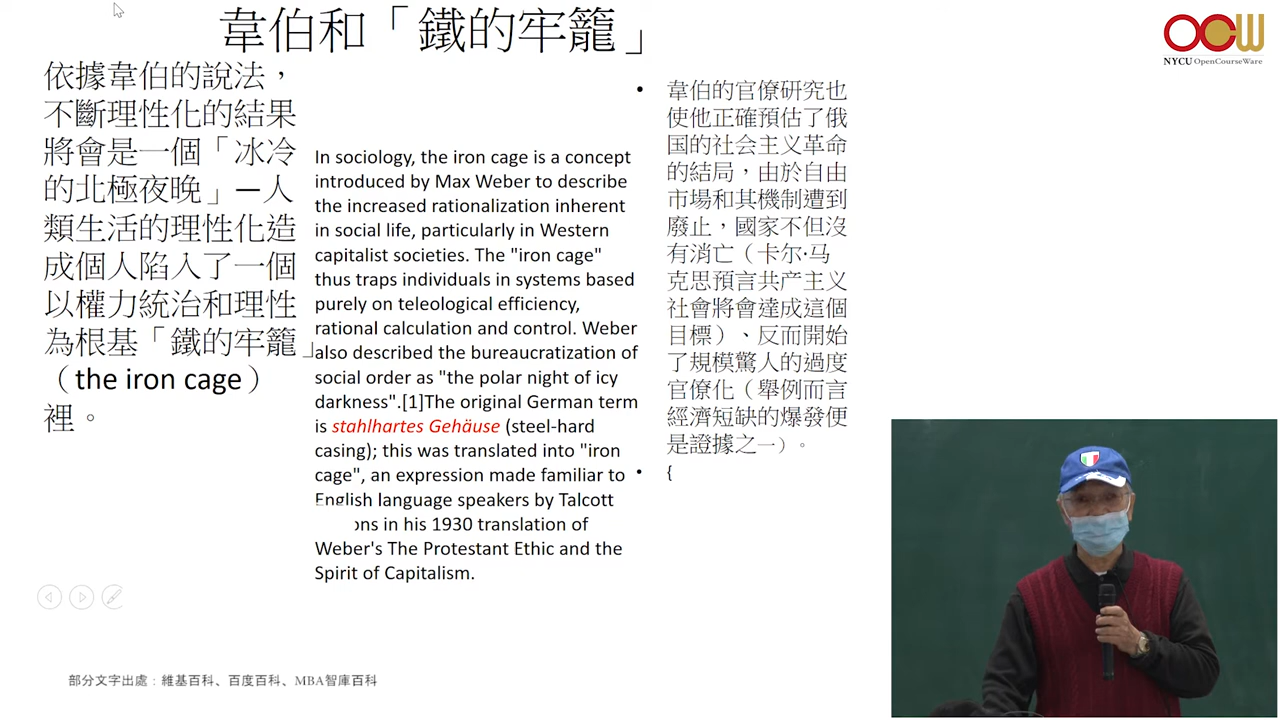 韋伯和「鐵的牢籠」
OCW
NYCU OpenCourseWare
依據韋伯的說法，
不斷理性化的結果
將會是一個「冰冷
的北極夜晚」—人
類生活的理性化造
成個人陷入了一個
以權力統治和理性
為根基「鐵的牢籠」
（the iron cage）
裡。
In sociology, the iron cage is a concept
introduced by Max Weber to describe
the increased rationalization inherent
in social life, particularly in Western
capitalist societies. The "iron cage"
thus traps individuals in systems based
purely on teleological efficiency,
rational calculation and control. Weber
also described the bureaucratization of
social order as "the polar night of icy
darkness".[1]The original German term
is stahlhartes Gehäuse (steel-hard
casing); this was translated into "iron
cage", an expression made familiar to
English language speakers by Talcott
ons in his 1930 translation of
Weber's The Protestant Ethic and the
Spirit of Capitalism.
• 韋伯的官僚研究也
使他正確預估了俄
国的社会主义革命
的結局，由於自由
市場和其機制遭到
廢止，國家不但沒
有消亡（卡尔·马
克思預言共产主义
社會將會達成這個
目標）、反而開始
了規模驚人的過度
官僚化（舉例而言
經濟短缺的爆發便
是證據之一）。
• {
部分文字出處：維基百科、百度百科、MBA智庫百科